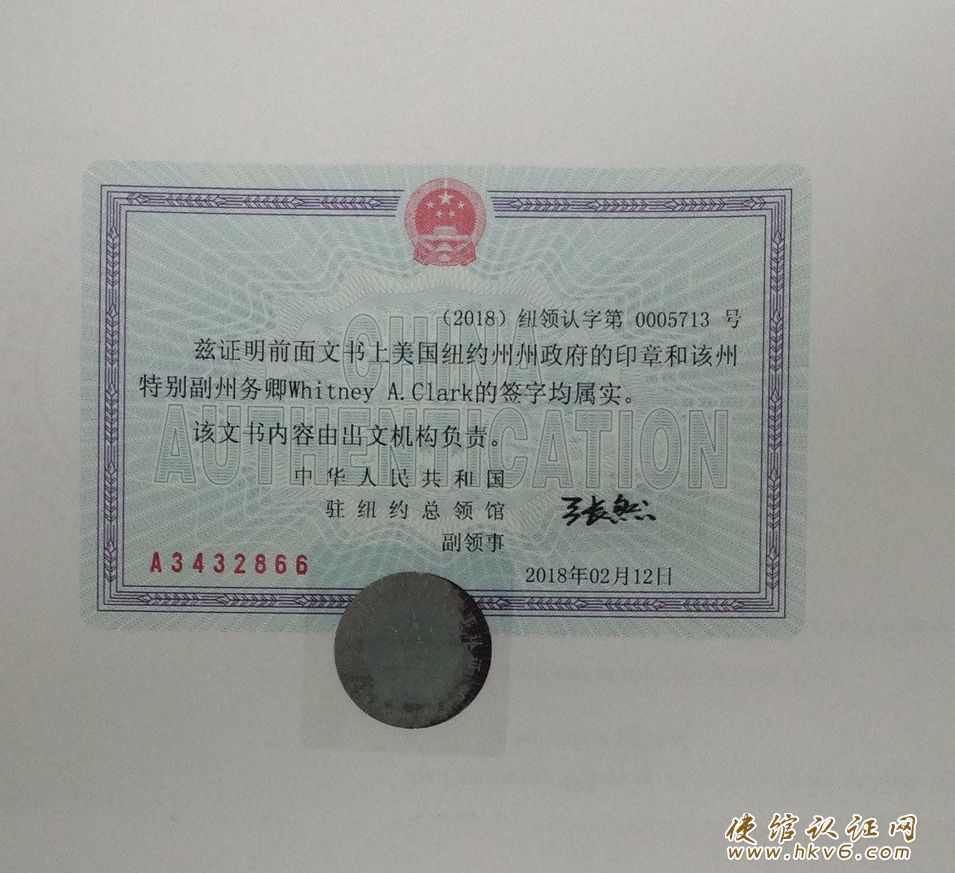 （2018）纽领认字第 0005713 号
CHINA
兹证明前面文书上美国纽约州州政府的印章和该州
特别副州务卿Whitney A.Clark的签字均属实。
AUTHENTICATION
该文书内容由出文机构负责。
中华人民共和国
驻纽约总领馆
副领事
A3432866
2018年02月12日
使馆认证网
www.hkv6.com